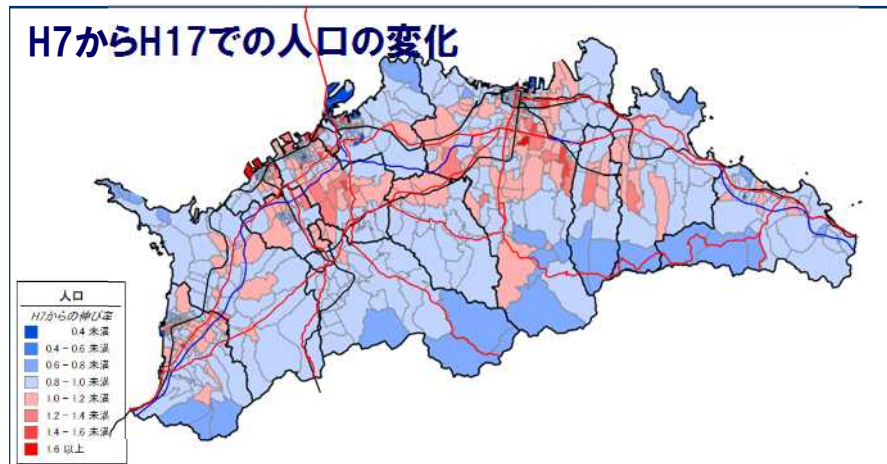 H7からH17での人口の変化
人口
H7からの伸び率
0.4 未満
0.4 - 0.6 未満
0.6 - 0.8 未満
0.8 - 1.0 未満
1.0 - 1.2 未満
1.2 - 1.4 未満
1.4 - 1.6 未満
1.6 以上